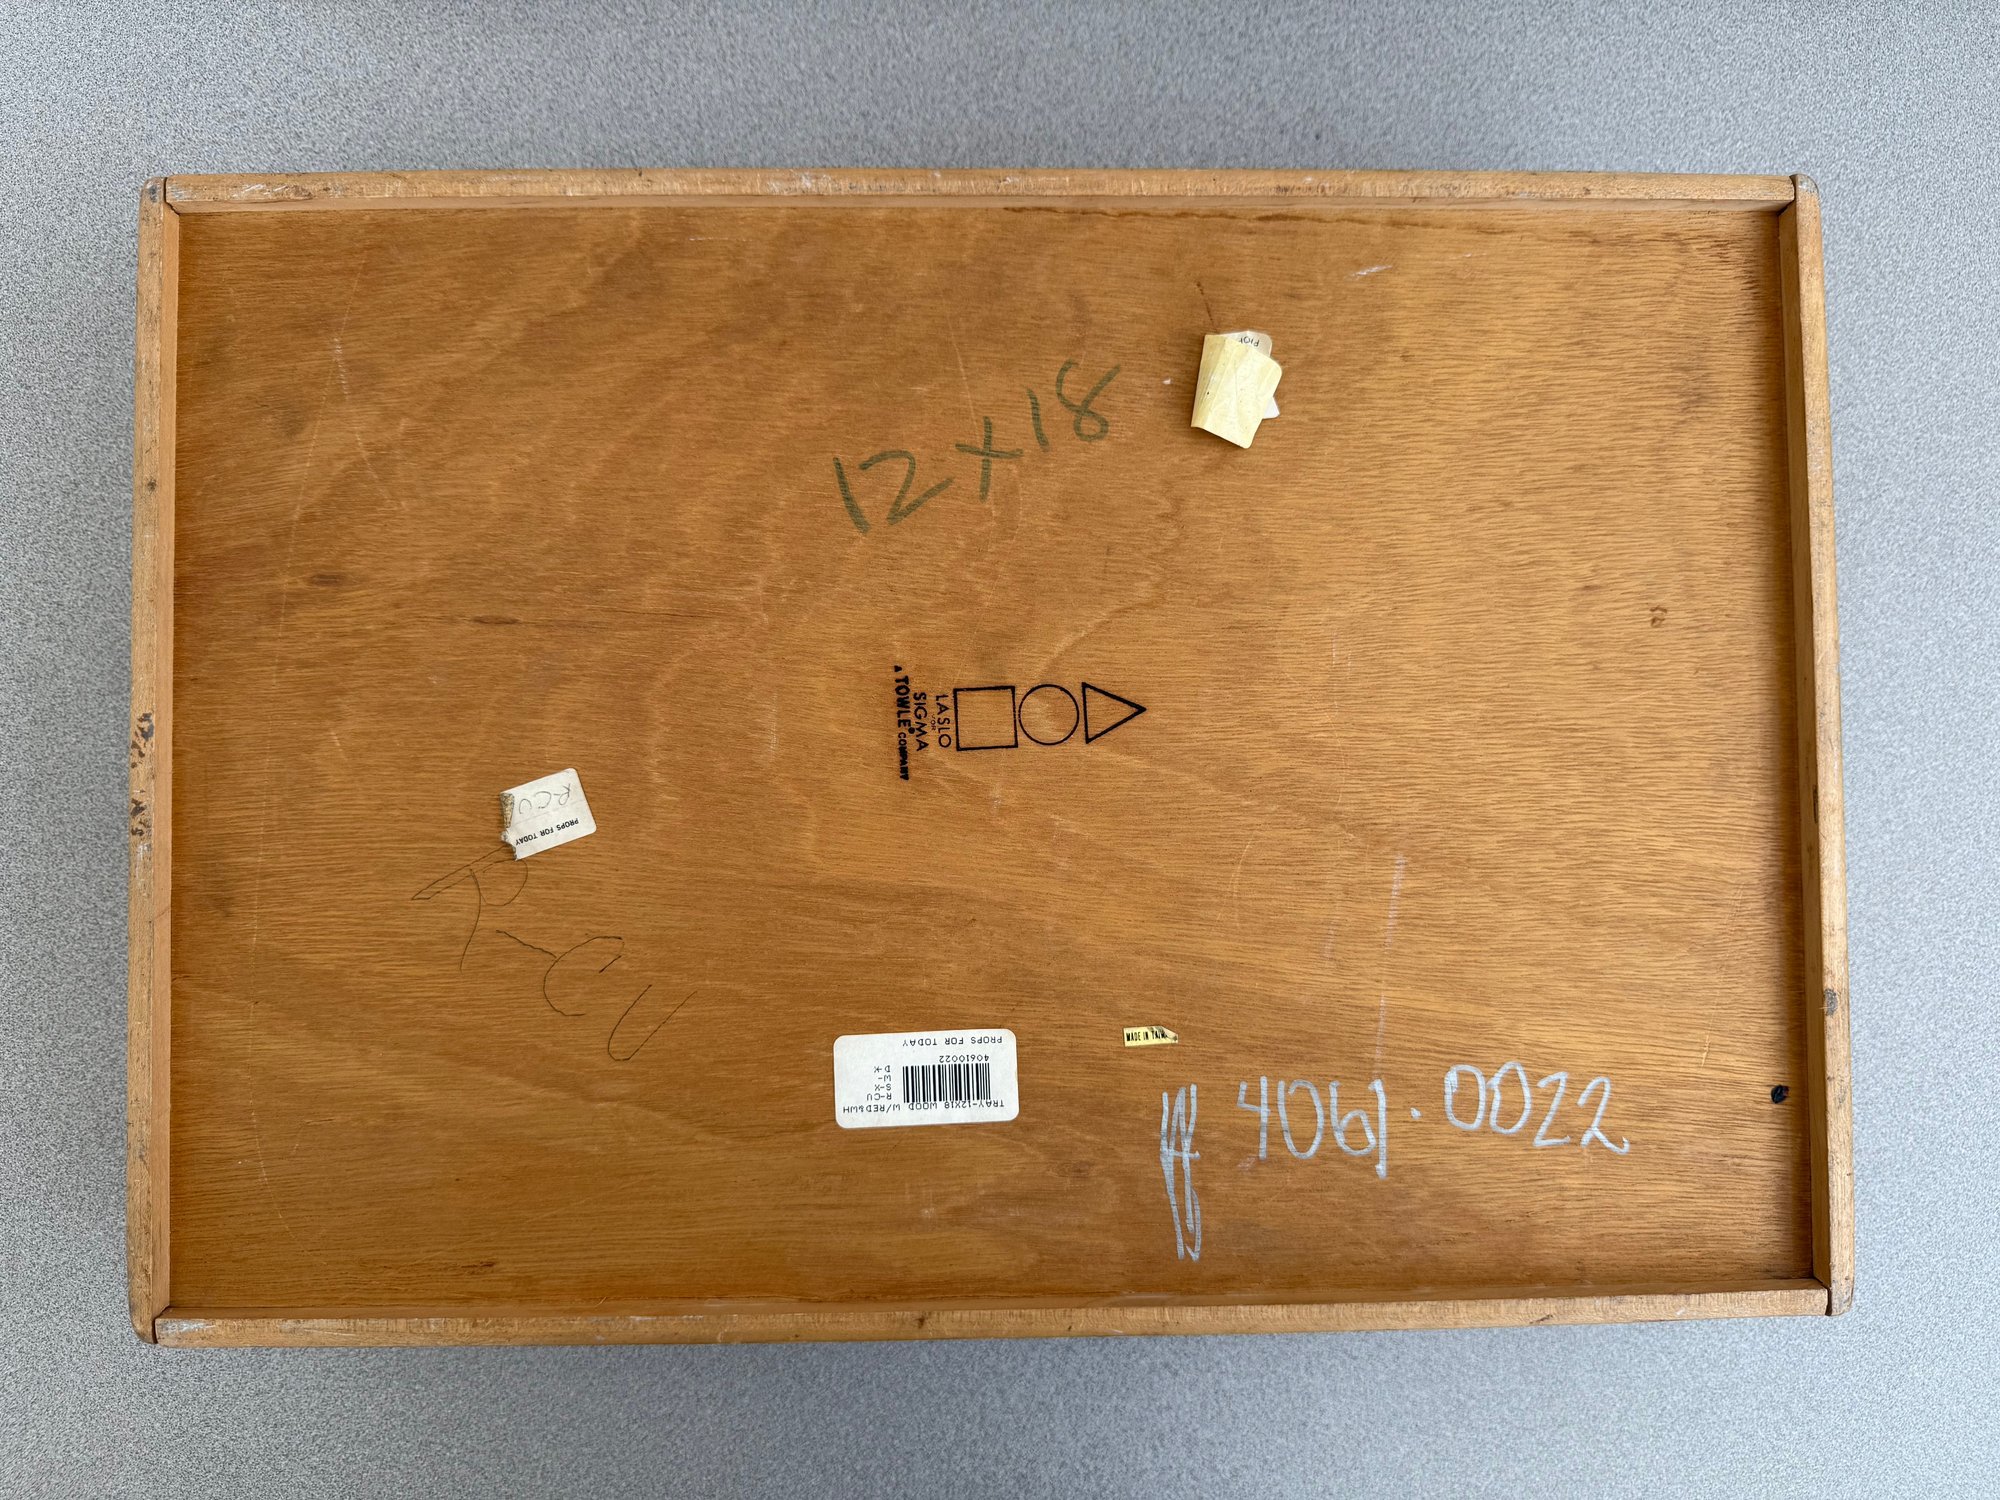 12x18
LASLO
FOR
SIGMA
A TOWLE® COMPANY
R-CU
PROPS FOR TODAY
R-CU
MADE IN
TRAY-12X18 WOOD W/RED&WH
R-CU
S-X
W-
D-K
40610022
PROPS FOR TODAY
4061.0022